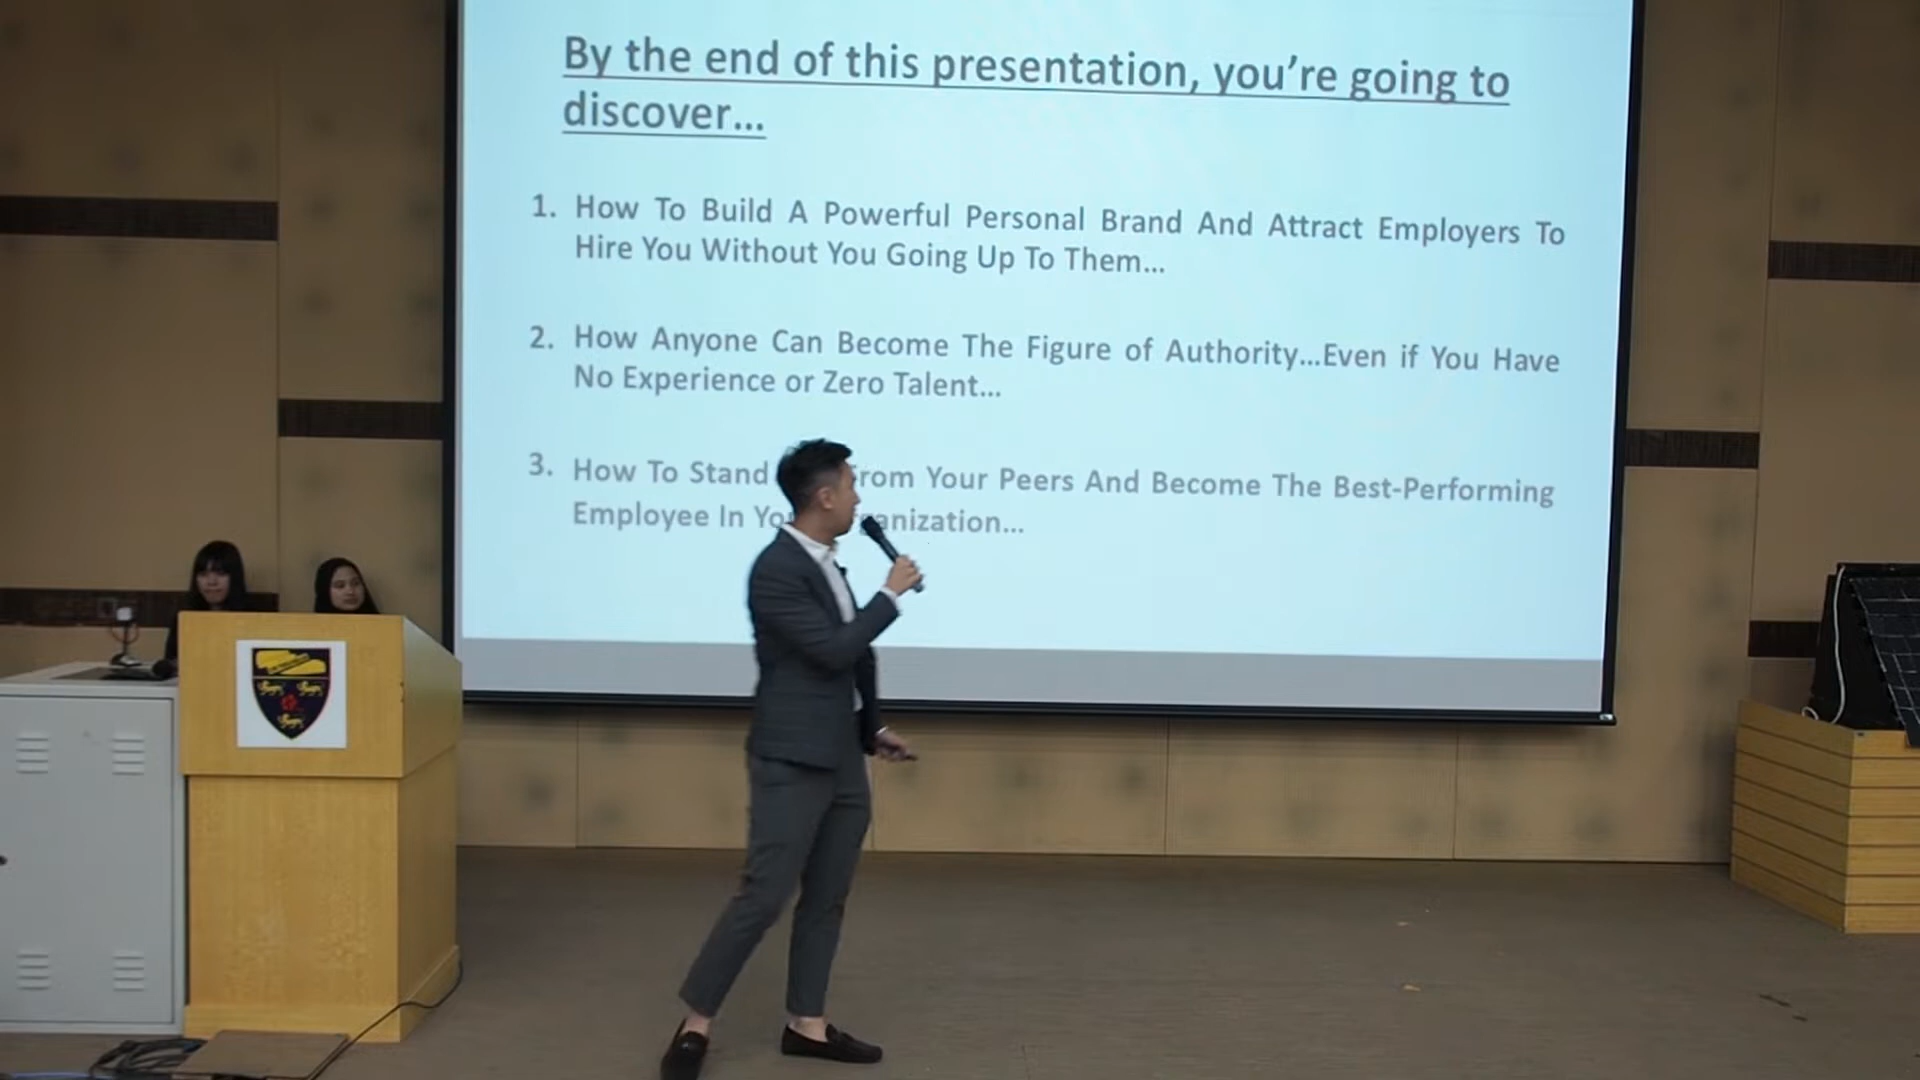 By the end of this presentation, you're going to
discover...
1. How To Build A Powerful Personal Brand And Attract Employers To
Hire You Without You Going Up To Them...
2. How Anyone Can Become The Figure of Authority...Even if You Have
No Experience or Zero Talent...
3. How To Stand From Your Peers And Become The Best-Performing
Employee In